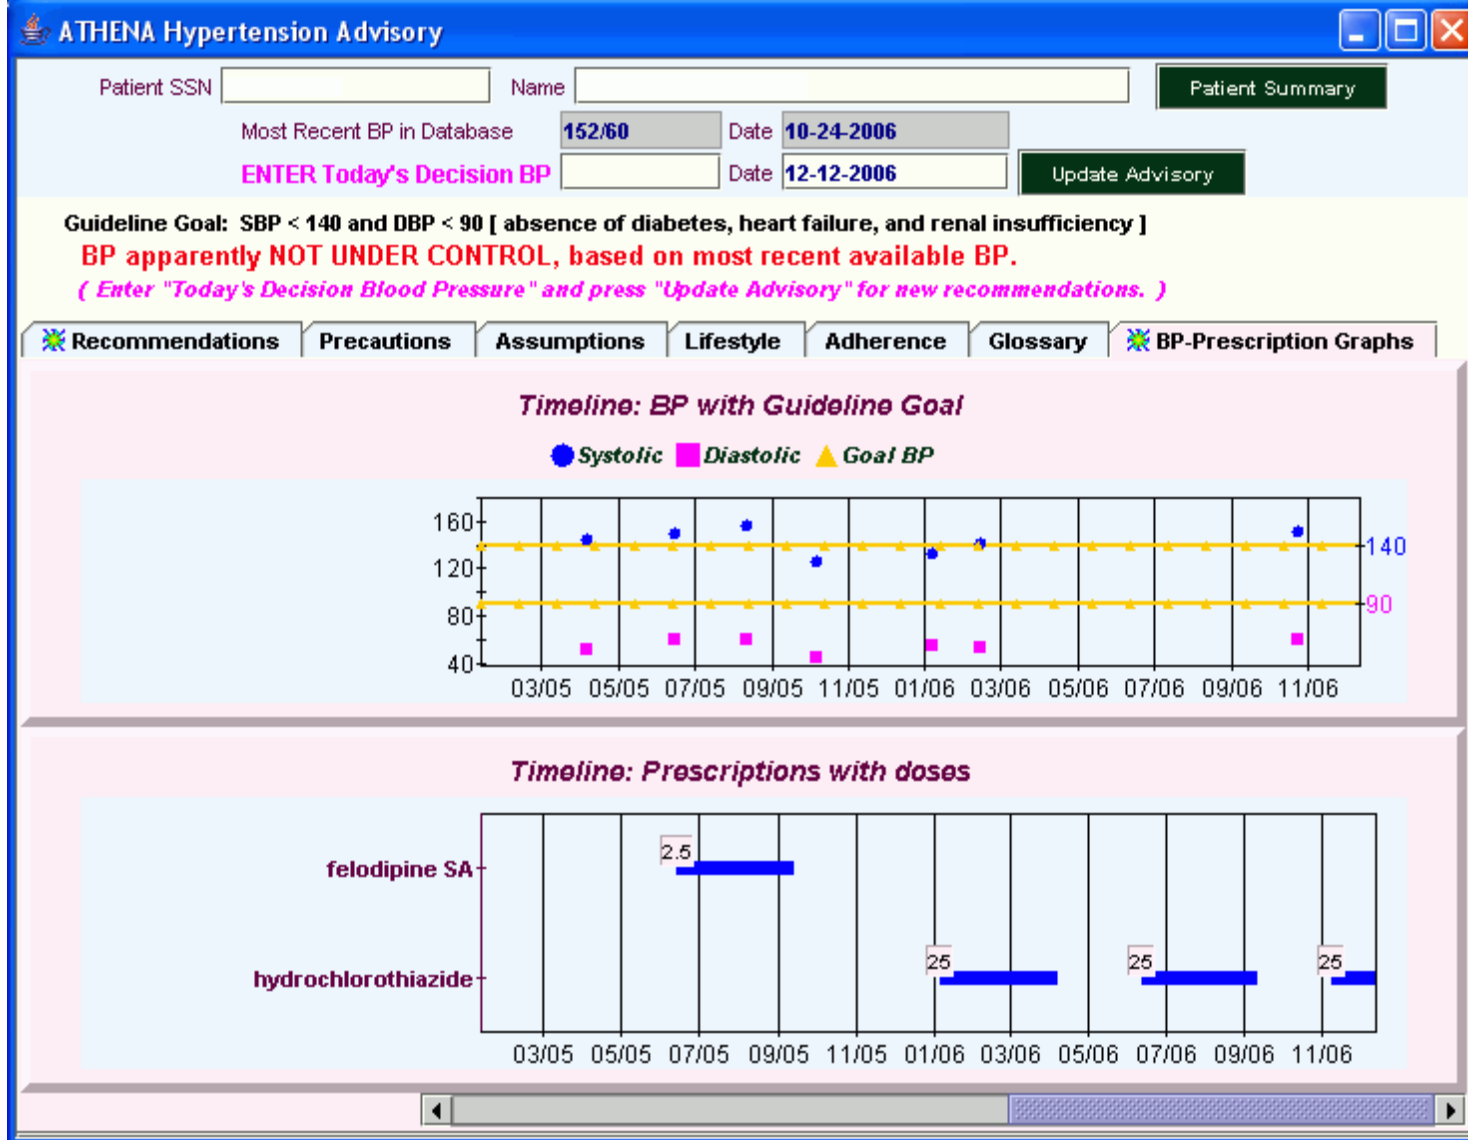 ATHENA Hypertension Advisory
Patient SSN Name Patient Summary
Most Recent BP in Database 152/60 Date 10-24-2006
ENTER Today's Decision BP Date 12-12-2006 Update Advisory
Guideline Goal: SBP < 140 and DBP < 90 [ absence of diabetes, heart failure, and renal insufficiency ]
BP apparently NOT UNDER CONTROL, based on most recent available BP.
( Enter "Today's Decision Blood Pressure" and press "Update Advisory" for new recommendations. )
Recommendations Precautions Assumptions Lifestyle Adherence Glossary BP-Prescription Graphs
Timeline: BP with Guideline Goal
Systolic Diastolic Goal BP
160
140
120
90
80
40
03/05 05/05 07/05 09/05 11/05 01/06 03/06 05/06 07/06 09/06 11/06
Timeline: Prescriptions with doses
2.5
felodipine SA
25 25 25
hydrochlorothiazide
03/05 05/05 07/05 09/05 11/05 01/06 03/06 05/06 07/06 09/06 11/06